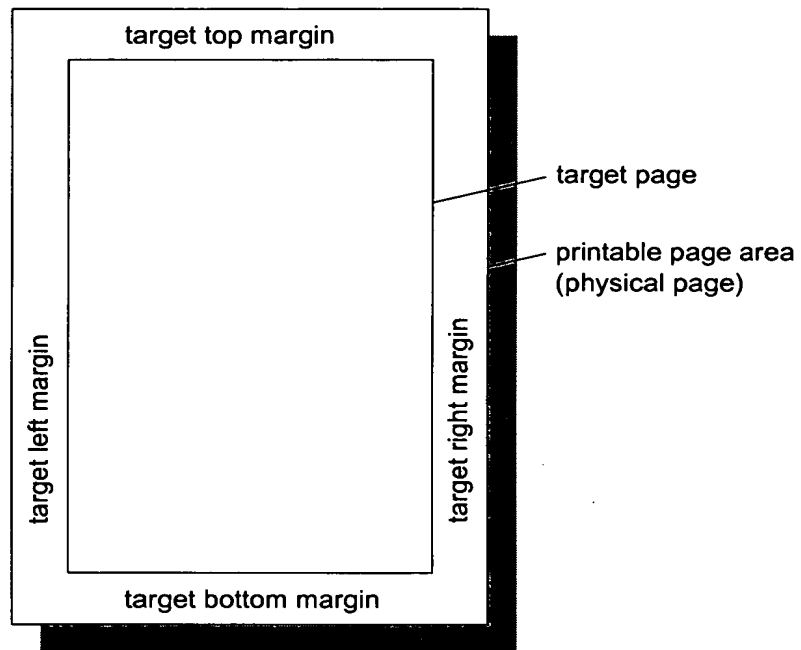 target top margin
target page
printable page area
(physical page)
target left margin
target right margin
target bottom margin